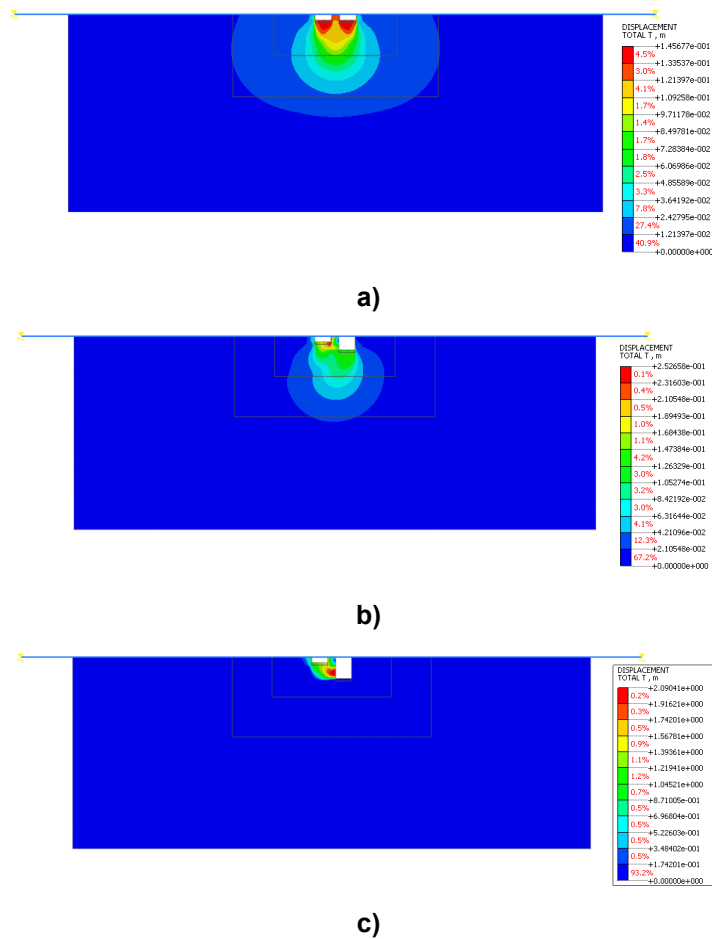 DISPLACEMENT
TOTAL T , m
+1.45677e-001
4.5%
+1.33537e-001
3.0%
+1.21397e-001
4.1%
+1.09258e-001
1.7%
+9.71178e-002
1.4%
+8.49781e-002
1.7%
+7.28384e-002
1.8%
+6.06986e-002
2.5%
+4.85589e-002
3.3%
+3.64192e-002
7.8%
+2.42795e-002
27.4%
+1.21397e-002
40.9%
+0.00000e+000
a)
DISPLACEMENT
TOTAL T , m
+2.52658e-001
0.1%
+2.31603e-001
0.4%
+2.10548e-001
0.5%
+1.89493e-001
1.0%
+1.68438e-001
1.1%
+1.47384e-001
4.2%
+1.26329e-001
3.0%
+1.05274e-001
3.2%
+8.42192e-002
3.0%
+6.31644e-002
4.1%
+4.21096e-002
12.3%
+2.10548e-002
67.2%
+0.00000e+000
b)
DISPLACEMENT
TOTAL T , m
+2.09041e+000
0.2%
+1.91621e+000
0.3%
+1.74201e+000
0.5%
+1.56781e+000
0.9%
+1.39361e+000
1.1%
+1.21941e+000
1.2%
+1.04521e+000
0.7%
+8.71005e-001
0.5%
+6.96804e-001
0.5%
+5.22603e-001
0.5%
+3.48402e-001
0.5%
+1.74201e-001
93.2%
+0.00000e+000
c)